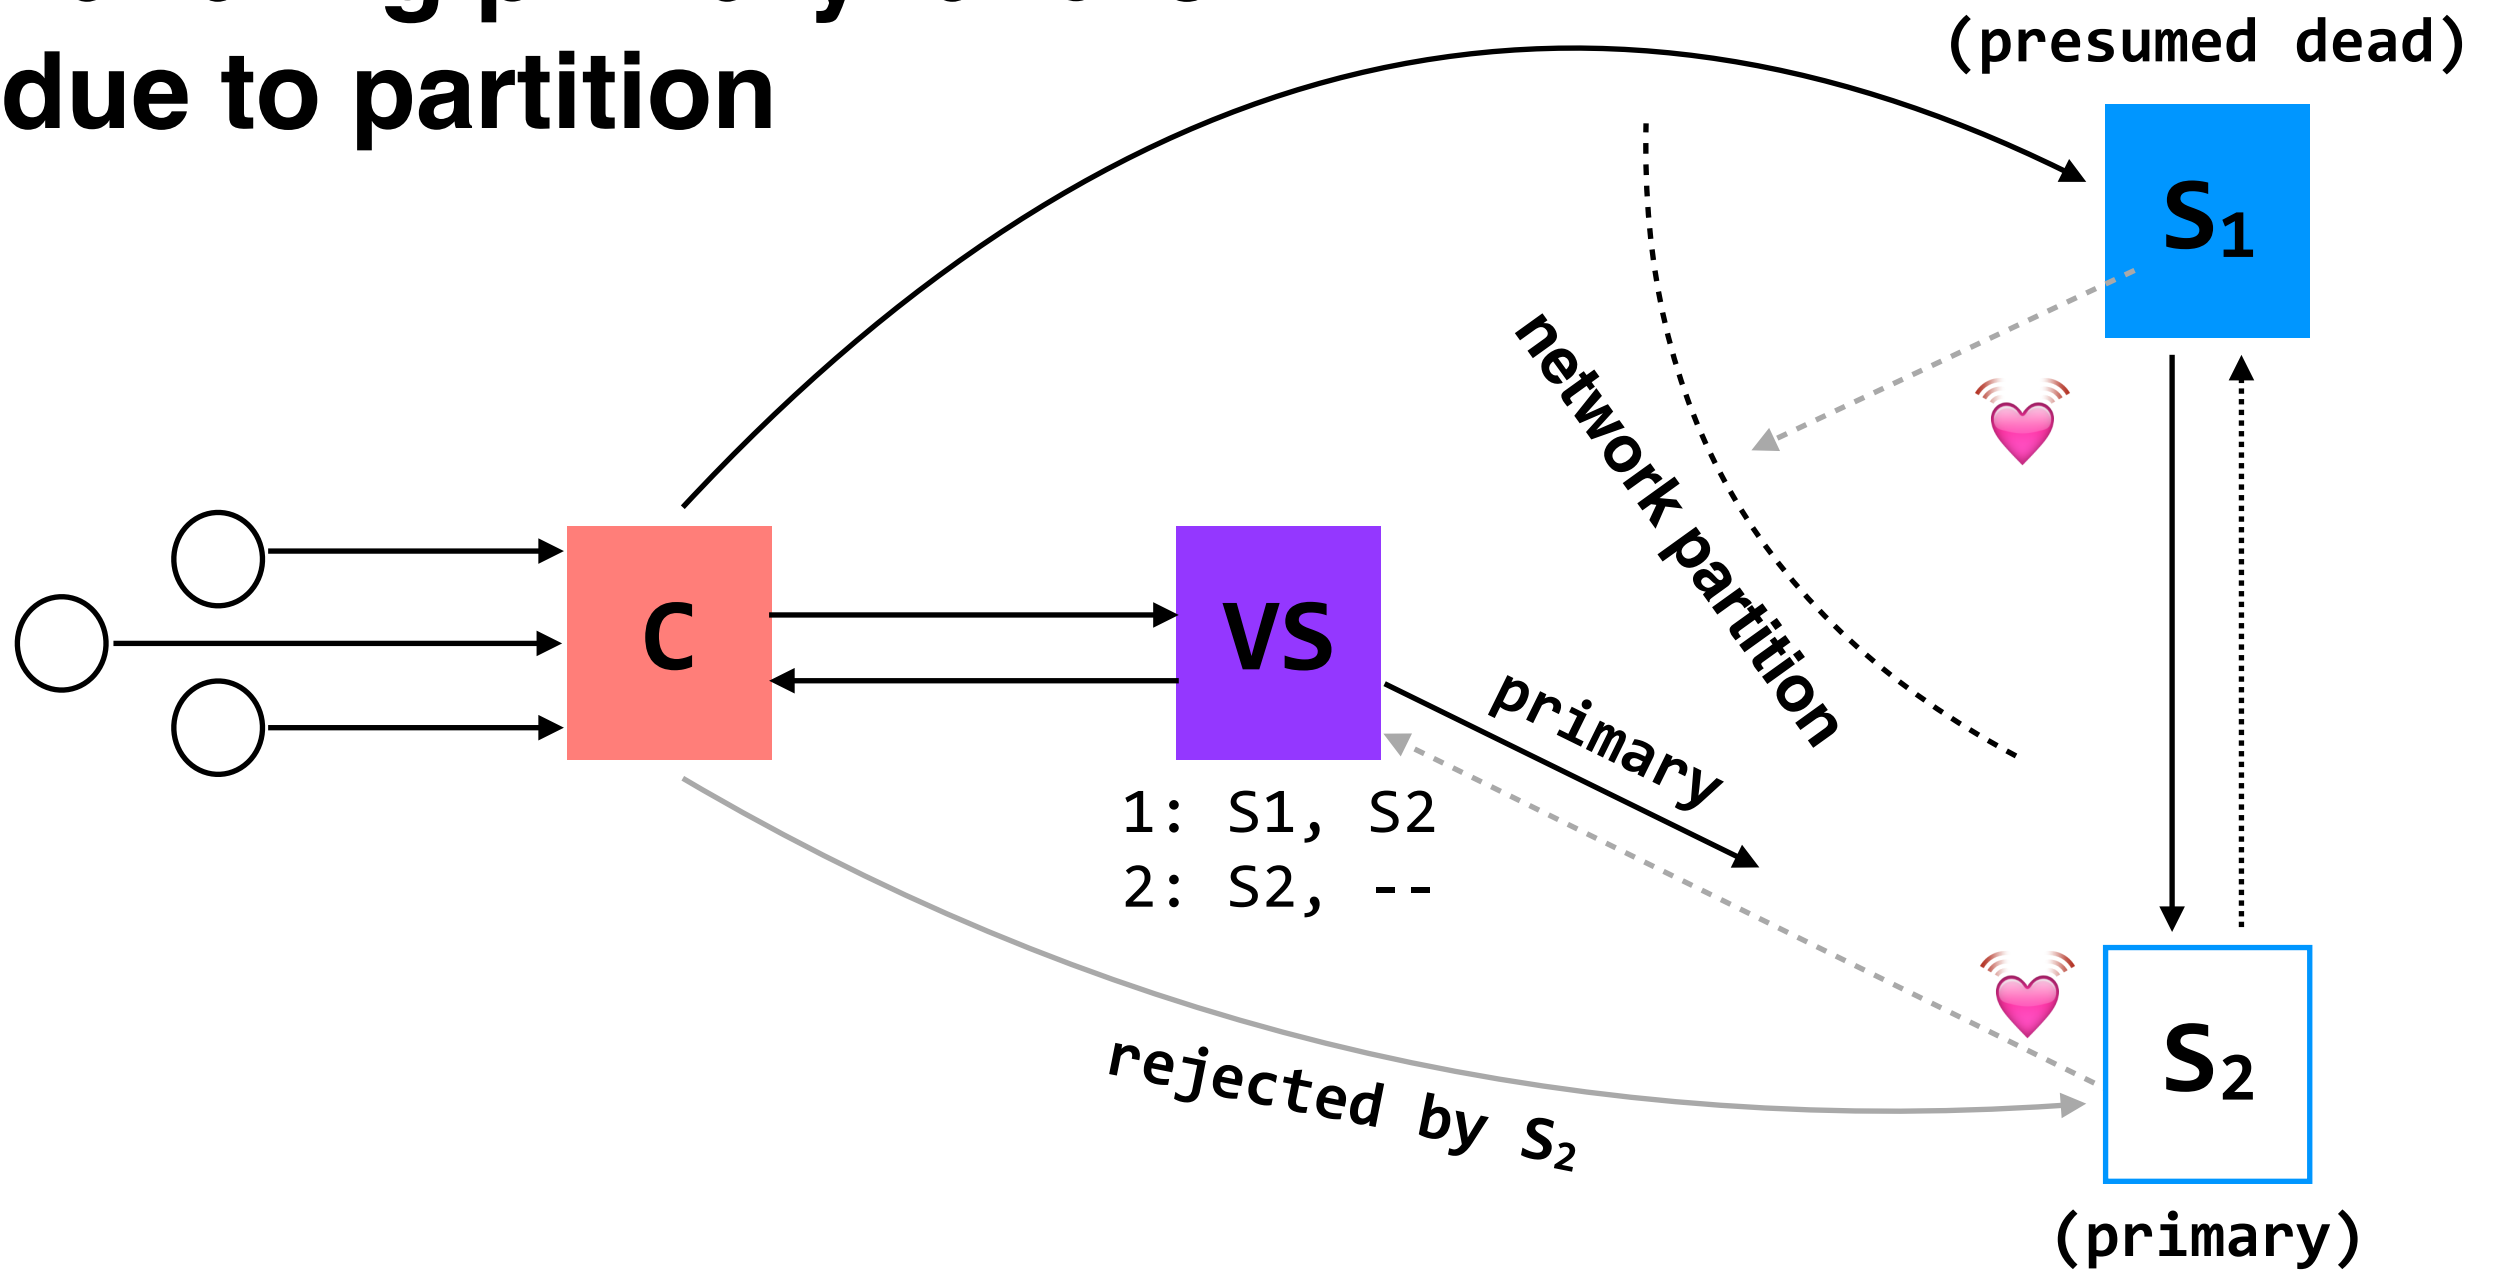 due to partition
(presumed dead)
S1
network partition
C
VS
primary
1: S1, S2
2: S2, --
rejected by S2
S2
(primary)